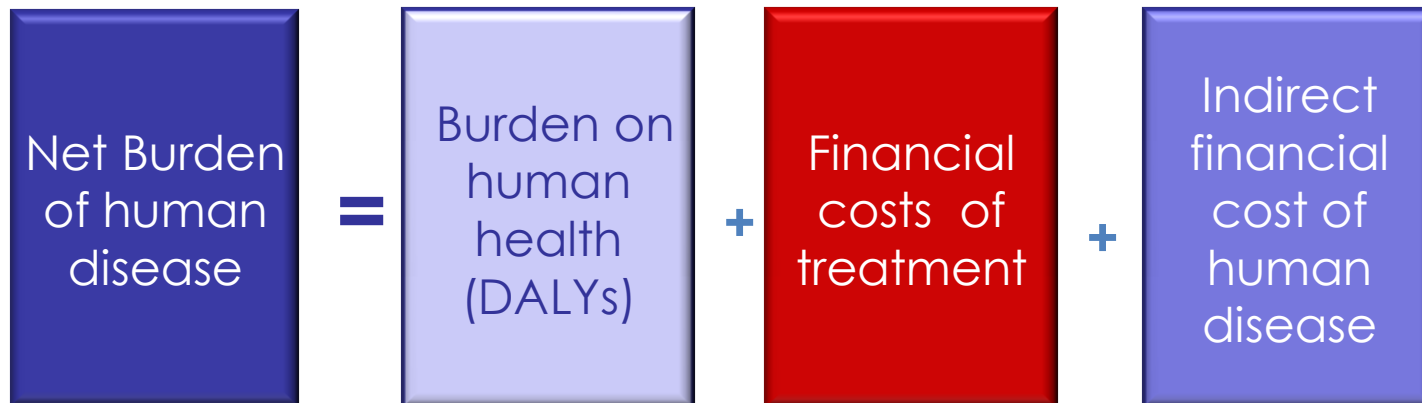 Net Burden
of human
disease
=
Burden on
human
health
(DALYs)
+
Financial
costs of
treatment
+
Indirect
financial
cost of
human
disease